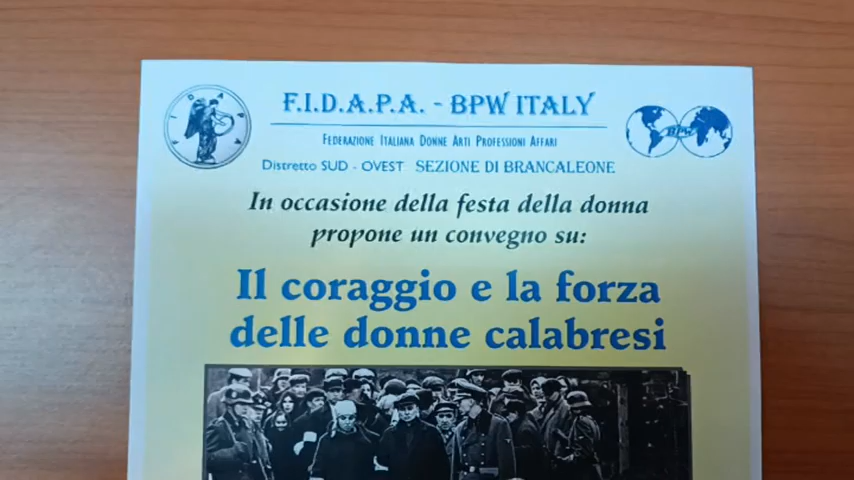 F.I.D.A.P.A. - BPW ITALY
FEDERAZIONE ITALIANA DONNE ARTI PROFESSIONI AFFARI
Distretto SUD - OVEST SEZIONE DI BRANCALEONE
In occasione della festa della donna
propone un convegno su:
Il coraggio e la forza
delle donne calabresi
BPW